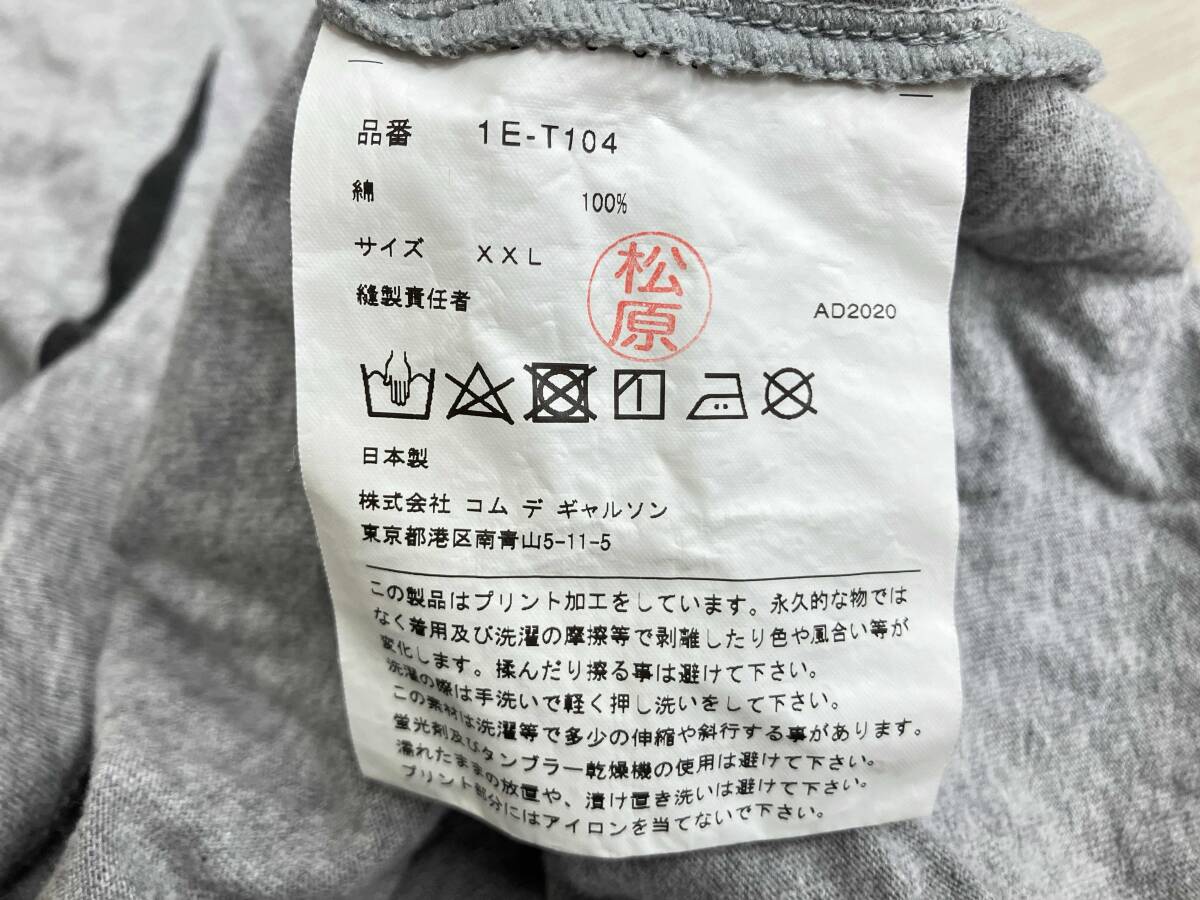 品番 1E-T104
綿 100%
サイズ XXL
縫製責任者 松原 AD2020
日本製
株式会社 コム デ ギャルソン
東京都港区南青山5-11-5
この製品はプリント加工をしています。永久的な物では
なく着用及び洗濯の摩擦等で剥離したり色や風合い等が
変化します。揉んだり擦る事は避けて下さい。
洗濯の際は手洗いで軽く押し洗いをして下さい。
この素材は洗濯等で多少の伸縮や斜行する事があります。
蛍光剤及びタンブラー乾燥機の使用は避けて下さい。
濡れたままの放置や、漬け置き洗いは避けて下さい。
プリント部分にはアイロンを当てないで下さい。